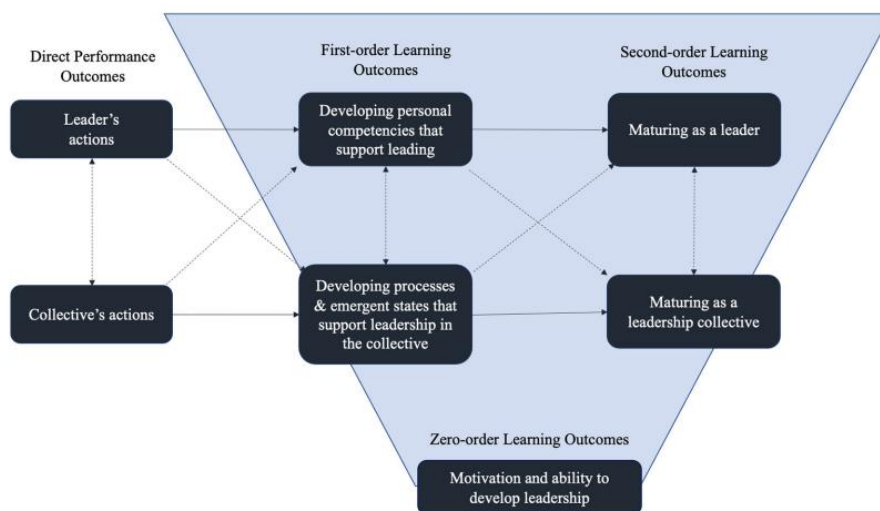 Direct Performance
Outcomes
First-order Learning
Outcomes
Second-order Learning
Outcomes
Leader's
actions
Developing personal
competencies that
support leading
Maturing as a leader
Collective's actions
Developing processes
& emergent states that
support leadership in
the collective
Maturing as a
leadership collective
Zero-order Learning Outcomes
Motivation and ability to
develop leadership